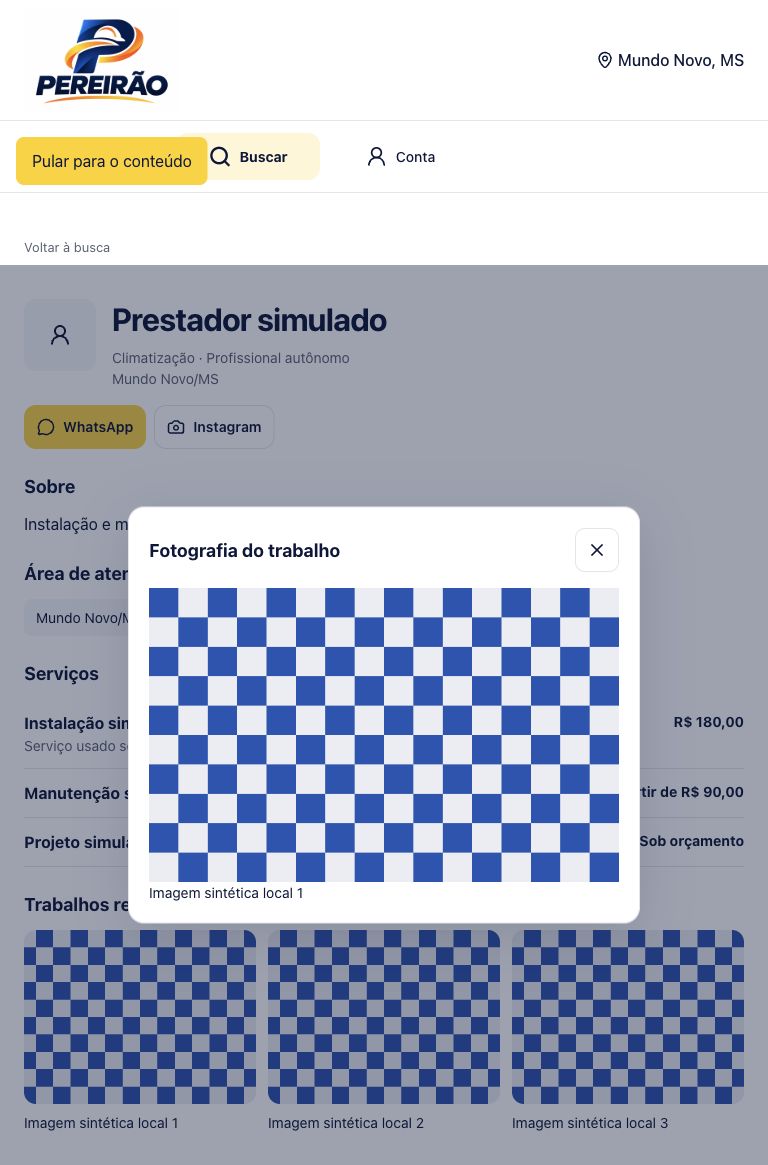 PEREIRÃO
Mundo Novo, MS
Pular para o conteúdo
Buscar
Conta
Voltar à busca
Prestador simulado
Climatização · Profissional autônomo
Mundo Novo/MS
WhatsApp
Instagram
Sobre
Instalação e m
Área de aten
Mundo Novo/M
Serviços
Instalação sim
R$ 180,00
Serviço usado so
Manutenção s
rtir de R$ 90,00
Projeto simula
Sob orçamento
Trabalhos re
Fotografia do trabalho
Imagem sintética local 1
Imagem sintética local 1
Imagem sintética local 2
Imagem sintética local 3